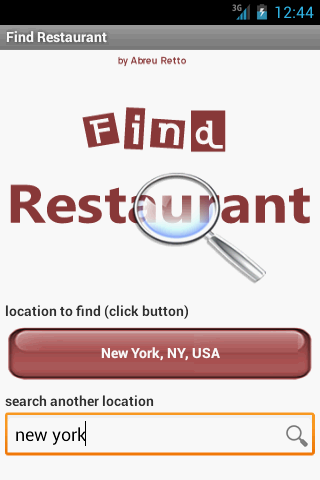 3G 12:44
Find Restaurant
by Abreu Retto
Find
Restaurant
location to find (click button)
New York, NY, USA
search another location
new york